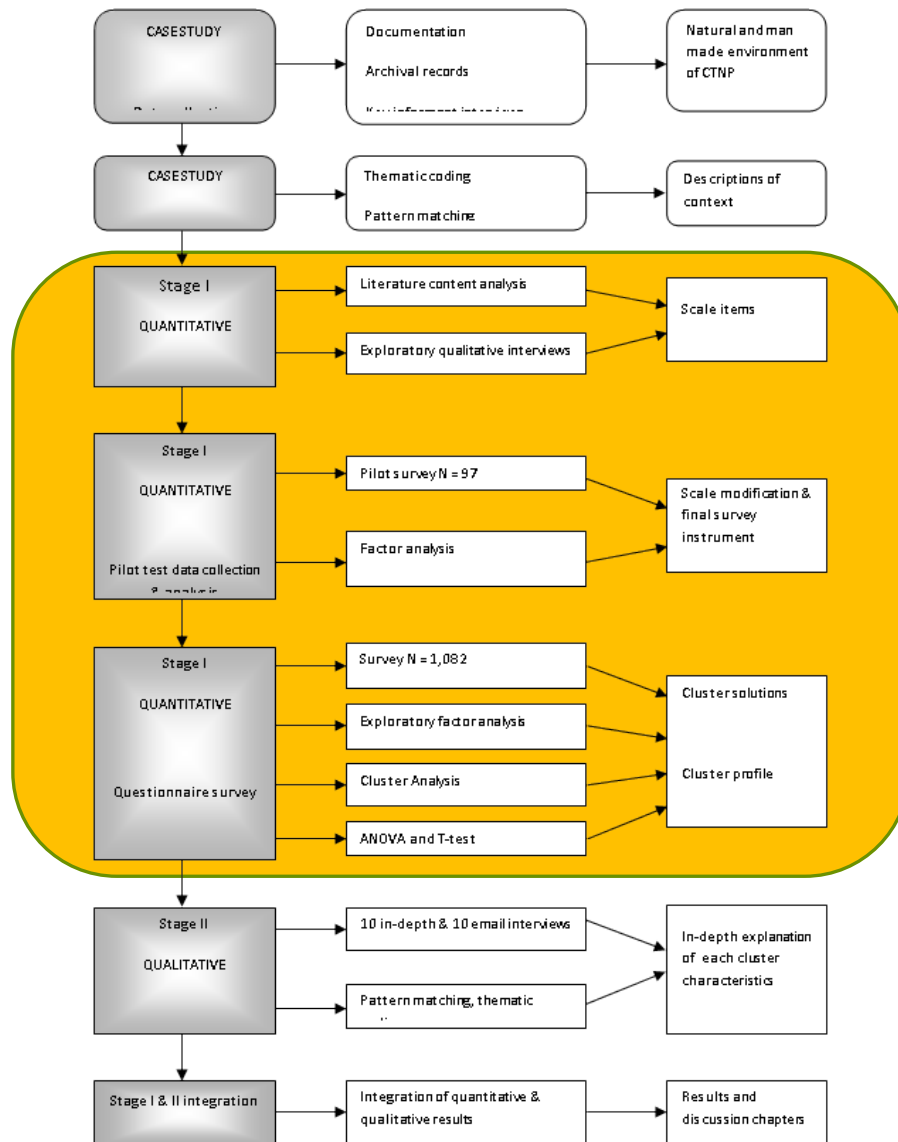 CASESTUDY
Documentation
Archival records
Natural and man
made environment
of CTNP
CASESTUDY
Thematic coding
Pattern matchine
Descriptions of
context
Stage I
QUANTITATIVE
Literature content analysis
Exploratory qualitative interviews
Scale items
Stage I
QUANTITATIVE
Pilot test data collection
& analysis
Pilot survey N = 97
Factor analysis
Scale modification &
final survey
instrument
Stage I
QUANTITATIVE
Questionnaire survey
Survey N = 1,082
Exploratory factor analysis
Cluster Analysis
ANOVA and T-test
Cluster solutions
Cluster profile
Stage II
QUALITATIVE
10 in-depth & 10 email interviews
Pattern matching, thematic
In-depth explanation
of each cluster
characteristics
Stage I & II integration
Integration of quantitative &
qualitative results
Results and
discussion chapters